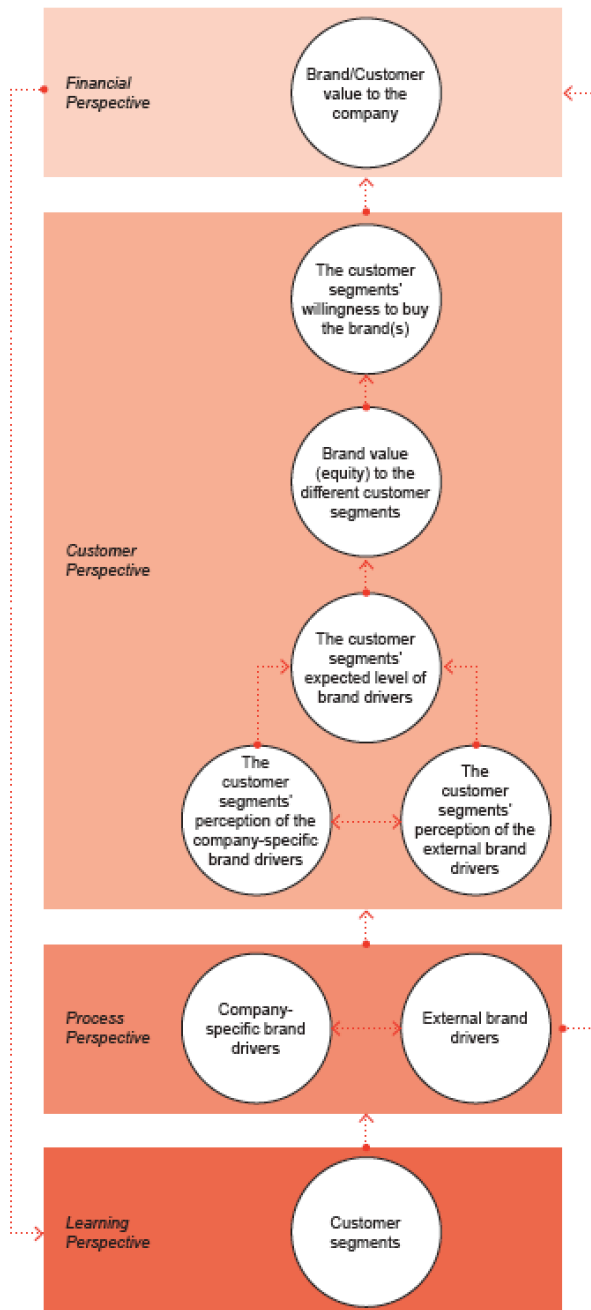 Financial
Perspective
Brand/Customer
value to the
company
The customer
segments'
willingness to buy
the brand(s)
Brand value
(equity) to the
different customer
segments
Customer
Perspective
The customer
segments'
expected level of
brand drivers
The
customer
segments'
perception of the
company-specific
brand drivers
The
customer
segments'
perception of the
external brand
drivers
Process
Perspective
Company-
specific brand
drivers
External brand
drivers
Learning
Perspective
Customer
segments